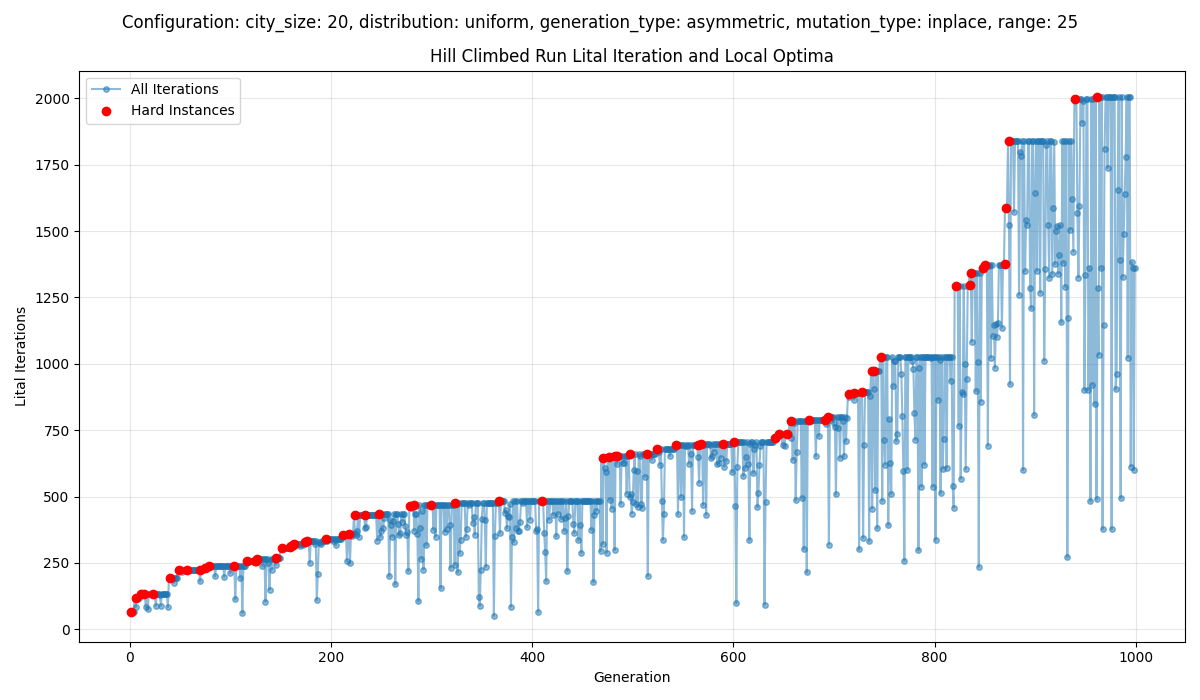 Configuration: city_size: 20, distribution: uniform, generation_type: asymmetric, mutation_type: inplace, range: 25
Hill Climbed Run Lital Iteration and Local Optima
All Iterations
Hard Instances
2000
1750
1500
1250
1000
750
500
250
0
Lital Iterations
0 200 400 600 800 1000
Generation